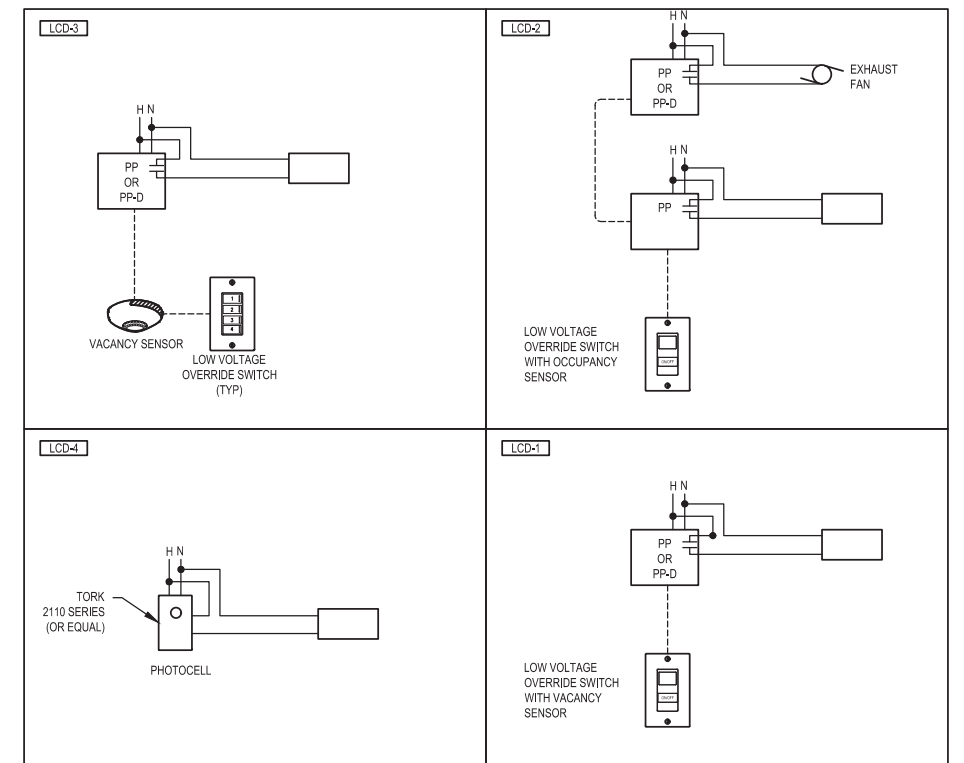 LCD-3
H N
PP
OR
PP-D
VACANCY SENSOR
1
2
3
4
LOW VOLTAGE
OVERRIDE SWITCH
(TYP)
LCD-2
H N
PP
OR
PP-D
EXHAUST
FAN
H N
PP
LOW VOLTAGE
OVERRIDE SWITCH
WITH OCCUPANCY
SENSOR
ON/OFF
LCD-4
H N
TORK
2110 SERIES
(OR EQUAL)
PHOTOCELL
LCD-1
H N
PP
OR
PP-D
LOW VOLTAGE
OVERRIDE SWITCH
WITH VACANCY
SENSOR
ON/OFF